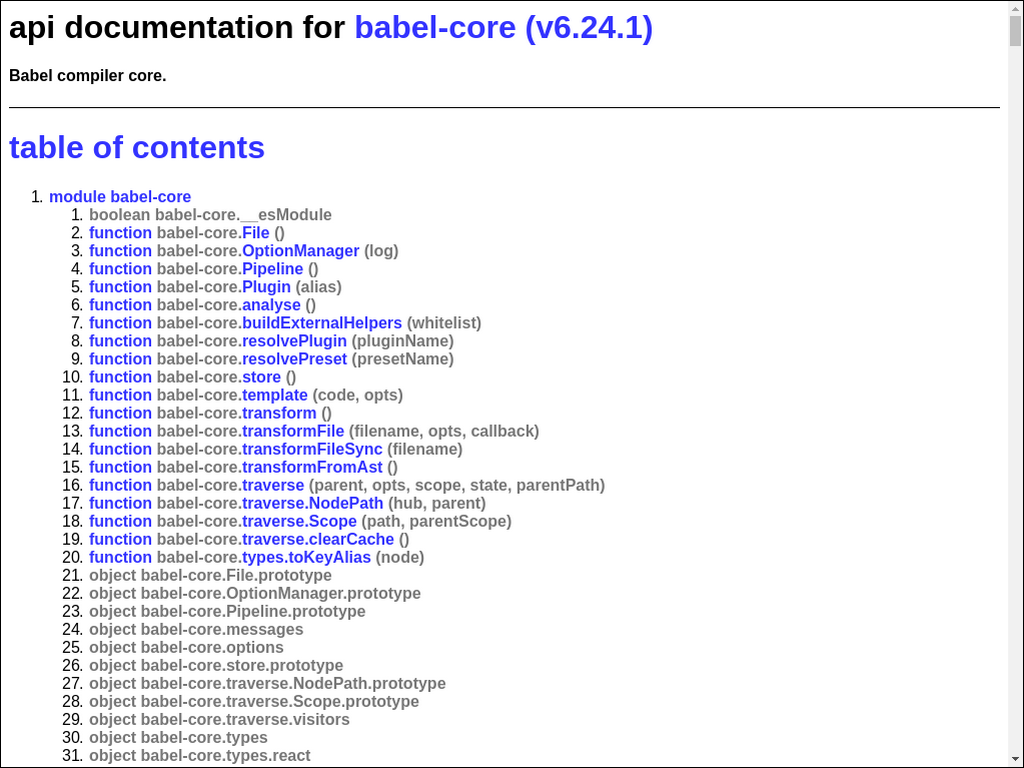 api documentation for babel-core (v6.24.1)
Babel compiler core.
table of contents
1. module babel-core
1. boolean babel-core.__esModule
2. function babel-core.File ()
3. function babel-core.OptionManager (log)
4. function babel-core.Pipeline ()
5. function babel-core.Plugin (alias)
6. function babel-core.analyse ()
7. function babel-core.buildExternalHelpers (whitelist)
8. function babel-core.resolvePlugin (pluginName)
9. function babel-core.resolvePreset (presetName)
10. function babel-core.store ()
11. function babel-core.template (code, opts)
12. function babel-core.transform ()
13. function babel-core.transformFile (filename, opts, callback)
14. function babel-core.transformFileSync (filename)
15. function babel-core.transformFromAst ()
16. function babel-core.traverse (parent, opts, scope, state, parentPath)
17. function babel-core.traverse.NodePath (hub, parent)
18. function babel-core.traverse.Scope (path, parentScope)
19. function babel-core.traverse.clearCache ()
20. function babel-core.types.toKeyAlias (node)
21. object babel-core.File.prototype
22. object babel-core.OptionManager.prototype
23. object babel-core.Pipeline.prototype
24. object babel-core.messages
25. object babel-core.options
26. object babel-core.store.prototype
27. object babel-core.traverse.NodePath.prototype
28. object babel-core.traverse.Scope.prototype
29. object babel-core.traverse.visitors
30. object babel-core.types
31. object babel-core.types.react